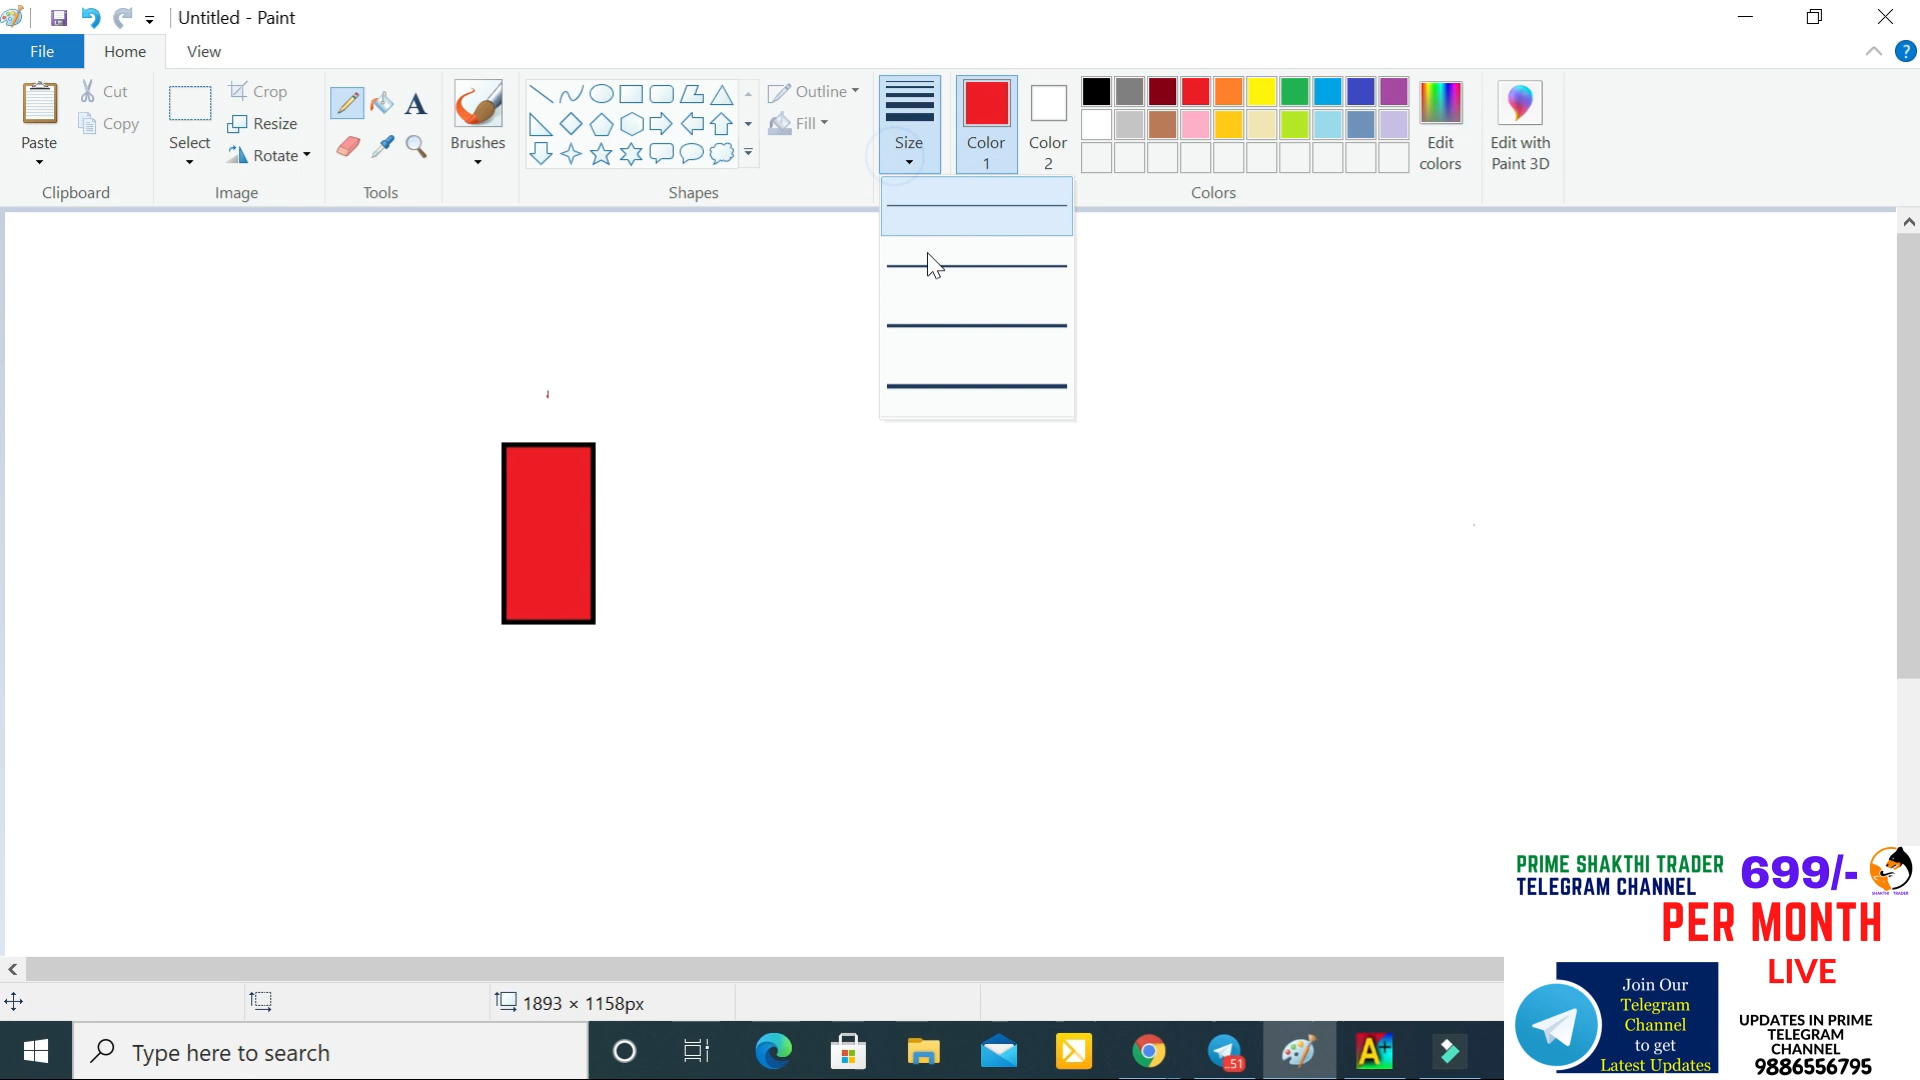 Untitled - Paint
File
Home
View
Paste
Cut
Copy
Clipboard
Select
Crop
Resize
Rotate
Image
A
Tools
Brushes
Shapes
Outline
Fill
Size
Color
1
Color
2
Colors
Edit
colors
Edit with
Paint 3D
?
1893 × 1158px
Type here to search
51
A+
PRIME SHAKTHI TRADER
TELEGRAM CHANNEL
699/-
SHAKTHI TRADER
PER MONTH
LIVE
Join Our
Telegram
Channel
to get
Latest Updates
UPDATES IN PRIME
TELEGRAM
CHANNEL
9886556795